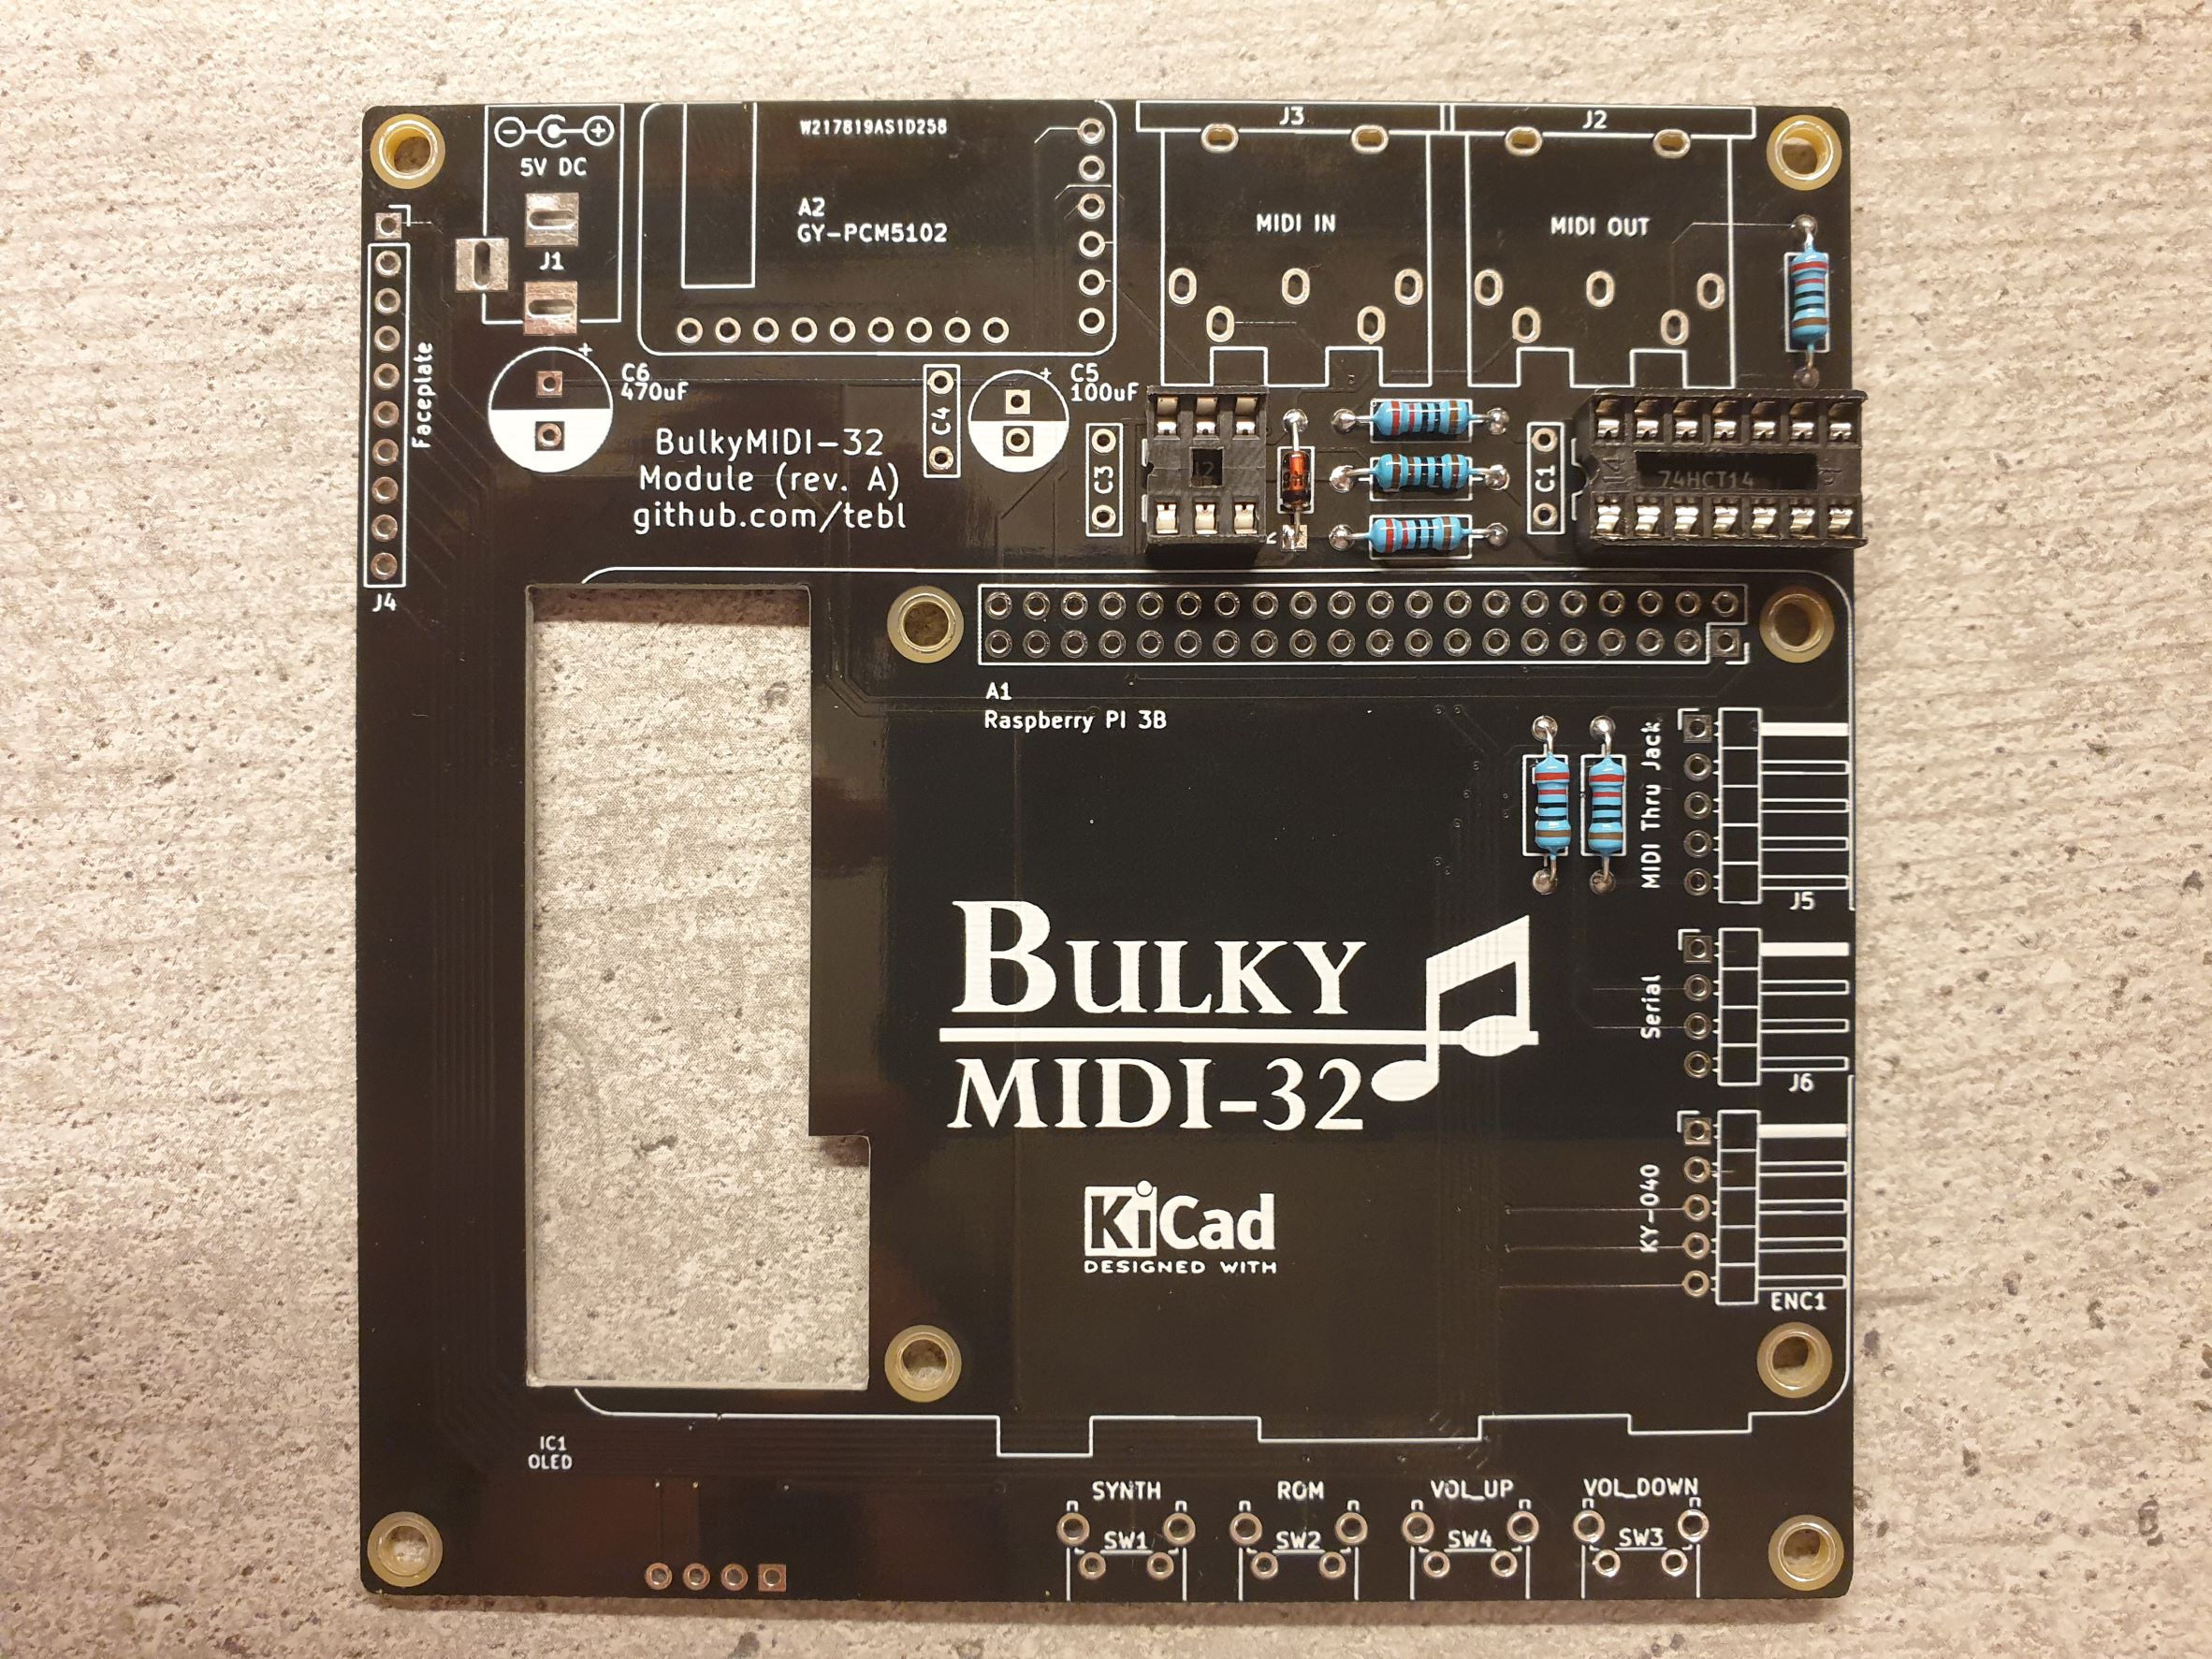 5V DC
J1
W217819AS1D258
A2
GY-PCM5102
J3
MIDI IN
J2
MIDI OUT
Faceplate
J4
C6
470uF
C4
C5
100uF
C3
C1
74HCT14
BulkyMIDI-32
Module (rev. A)
github.com/tebl
A1
Raspberry PI 3B
MIDI Thru Jack
J5
Serial
J6
KY-040
ENC1
BULKY
MIDI-32
KiCad
DESIGNED WITH
IC1
OLED
SYNTH
SW1
ROM
SW2
VOL_UP
SW4
VOL_DOWN
SW3